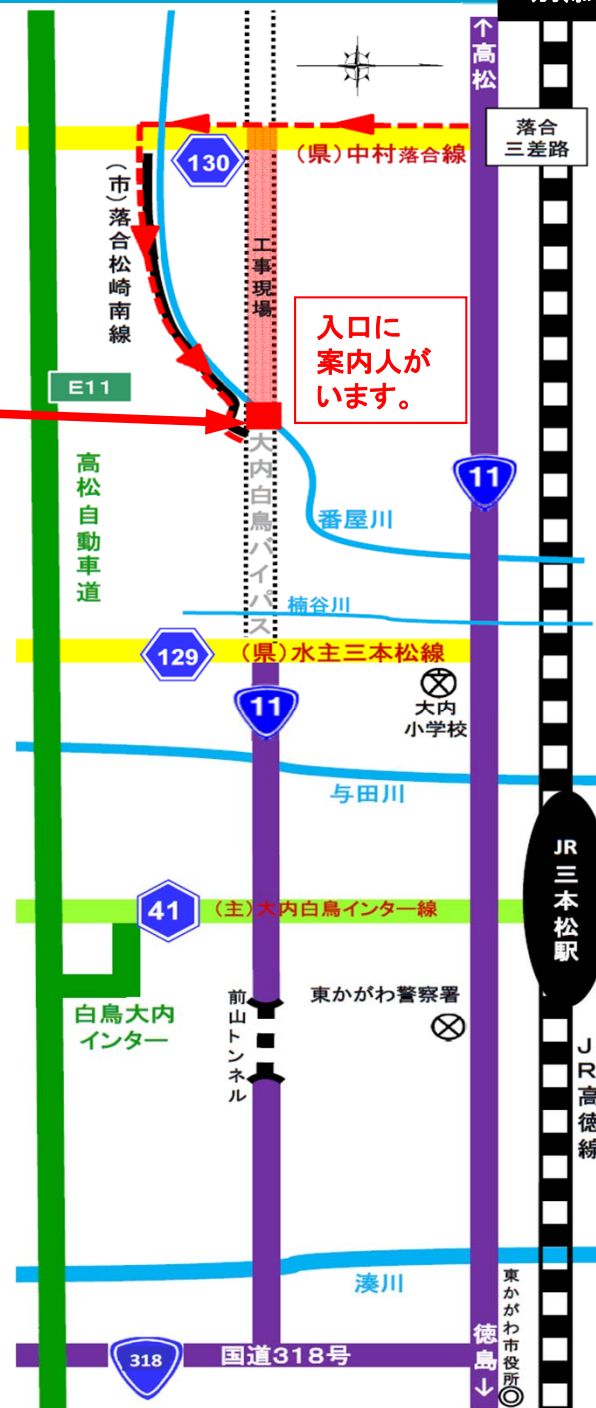 ↑高松
落合
三差路
130
(県)中村落合線
(市)落合松崎南線
工事現場
入口に
案内人が
います。
E11
高松自動車道
大内白鳥バイパス
11
番屋川
楠谷川
129
(県)水主三本松線
11
大内
小学校
与田川
JR
三本松駅
41
(主)大内白鳥インター線
白鳥大内
インター
前山トンネル
東かがわ警察署
JR高徳線
湊川
東かがわ市役所
徳島↓
318
国道318号